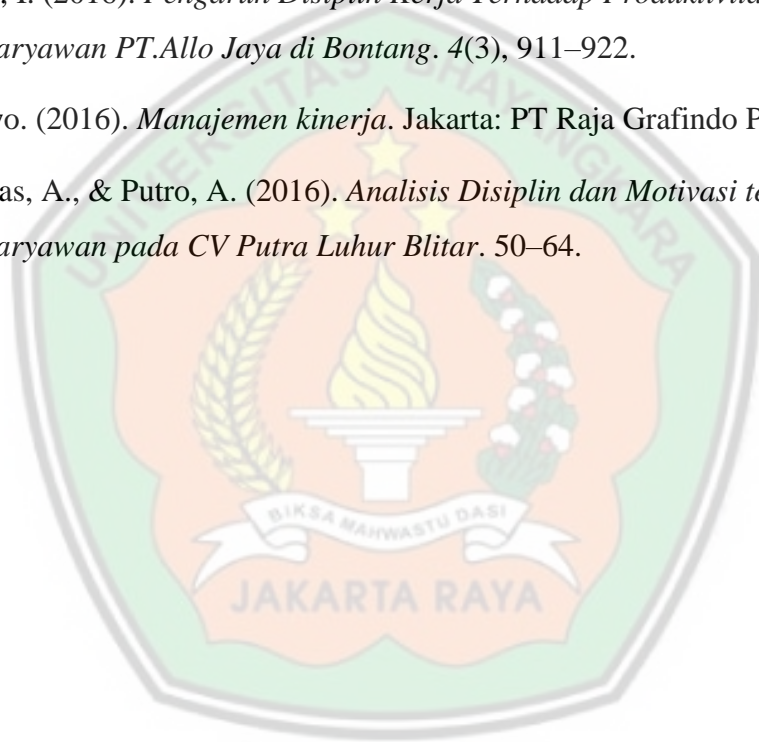 , I. (2016). Pengaruh Disiplin Kerja Terhadap Produktivita
aryawan PT.Allo Jaya di Bontang. 4(3), 911–922.
vo. (2016). Manajemen kinerja. Jakarta: PT Raja Grafindo P
as, A., & Putro, A. (2016). Analisis Disiplin dan Motivasi te
aryawan pada CV Putra Luhur Blitar. 50–64.
UNIVERSITAS BHAYANGKARA
BIKSA MAHWASTU DASI
JAKARTA RAYA